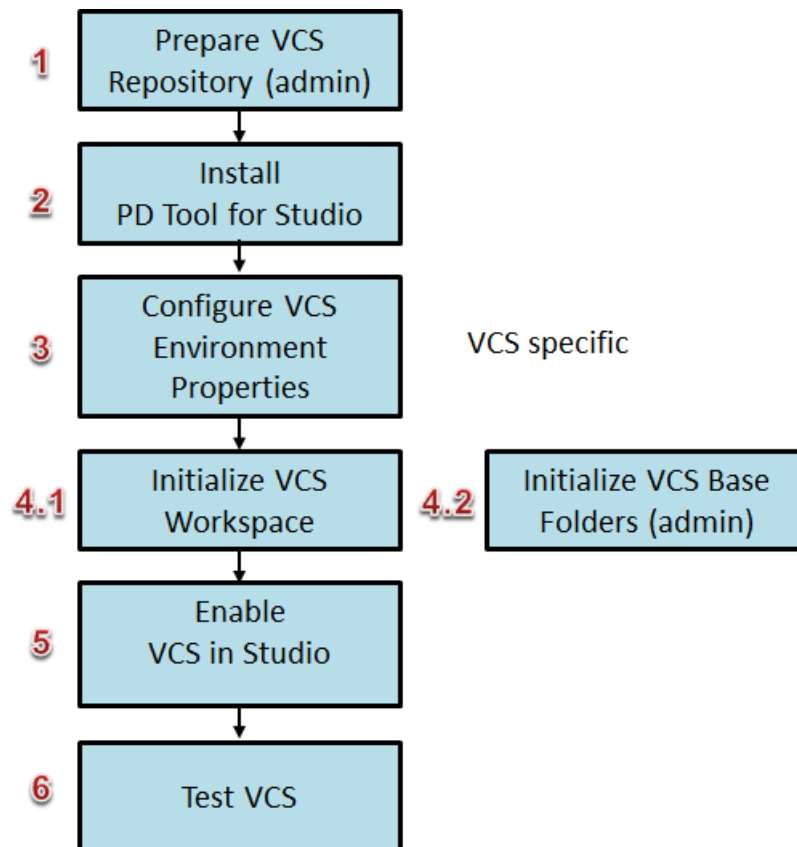 1
Prepare VCS
Repository (admin)
2
Install
PD Tool for Studio
3
Configure VCS
Environment
Properties
VCS specific
4.1
Initialize VCS
Workspace
4.2
Initialize VCS Base
Folders (admin)
5
Enable
VCS in Studio
6
Test VCS